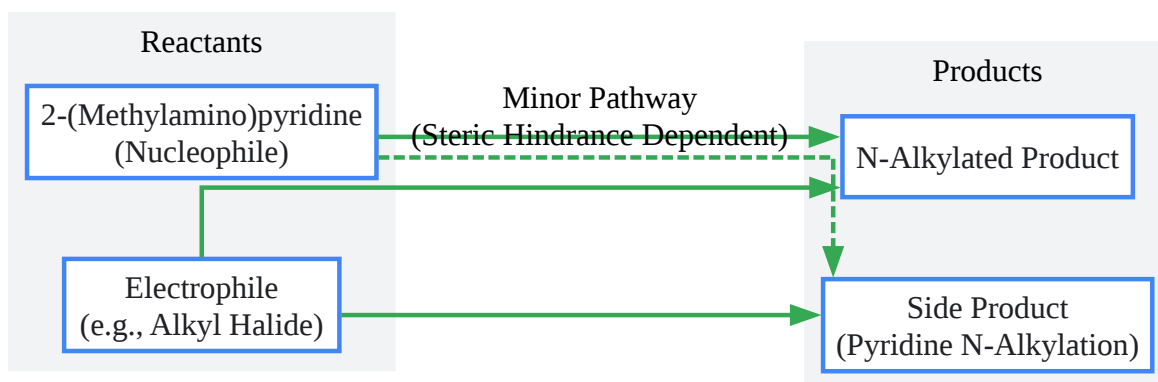 Reactants
2-(Methylamino)pyridine
(Nucleophile)
Electrophile
(e.g., Alkyl Halide)
Minor Pathway
(Steric Hindrance Dependent)
Products
N-Alkylated Product
Side Product
(Pyridine N-Alkylation)